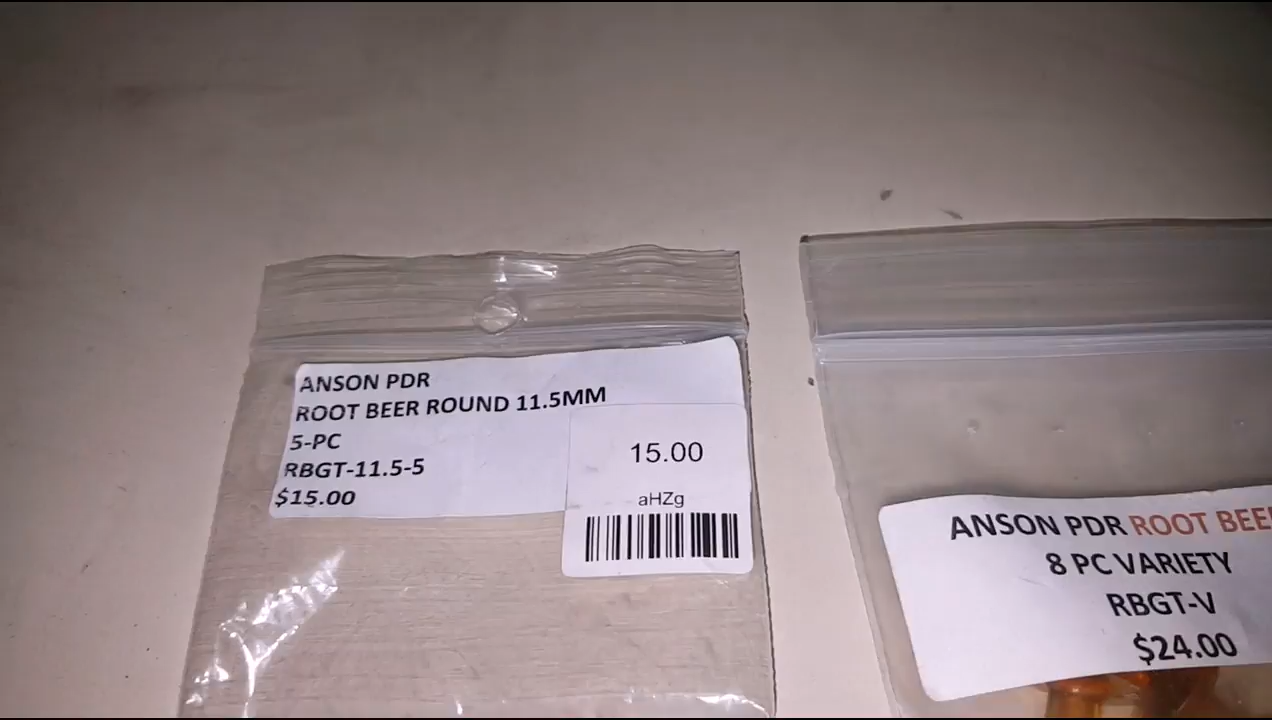 ANSON PDR
ROOT BEER ROUND 11.5MM
5-PC
RBGT-11.5-5
$15.00
15.00
aHZg
ANSON PDR ROOT BEER
8 PC VARIETY
RBGT-V
$24.00